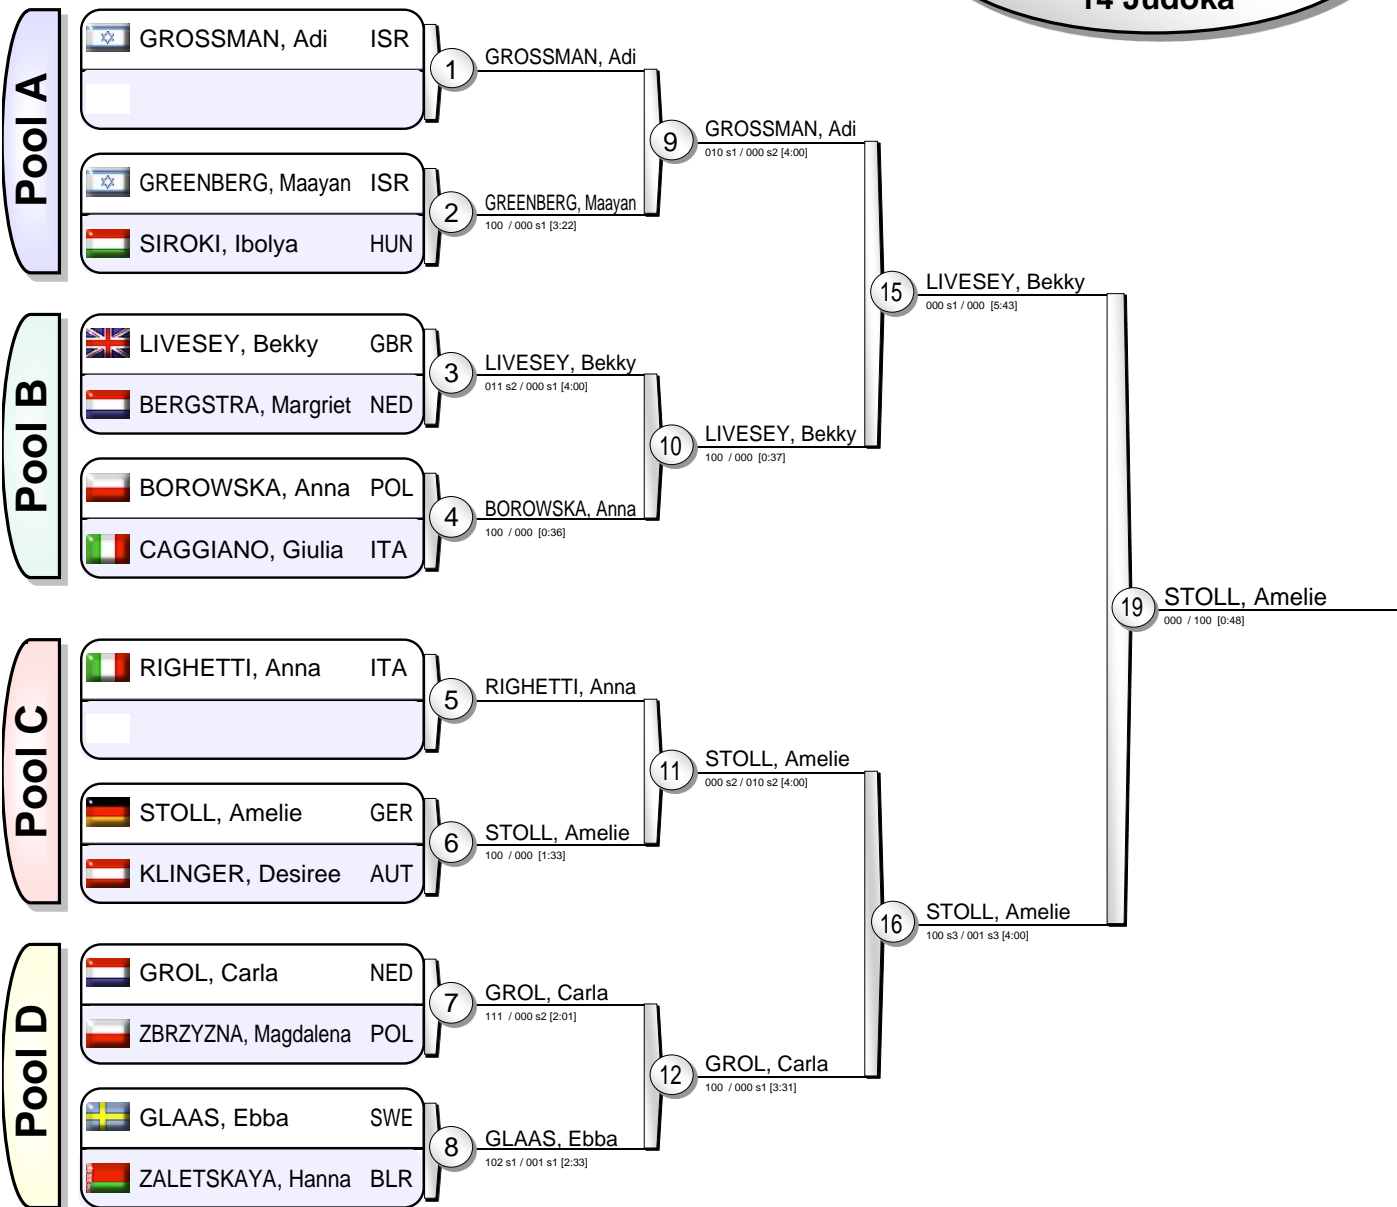 14 Judoka
Pool A
GROSSMAN, Adi ISR
GREENBERG, Maayan ISR
SIROKI, Ibolya HUN
1
GROSSMAN, Adi
2
GREENBERG, Maayan
100 / 000 s1 [3:22]
9
GROSSMAN, Adi
010 s1 / 000 s2 [4:00]
Pool B
LIVESEY, Bekky GBR
BERGSTRA, Margriet NED
BOROWSKA, Anna POL
CAGGIANO, Giulia ITA
3
LIVESEY, Bekky
011 s2 / 000 s1 [4:00]
4
BOROWSKA, Anna
100 / 000 [0:36]
10
LIVESEY, Bekky
100 / 000 [0:37]
15
LIVESEY, Bekky
000 s1 / 000 [5:43]
Pool C
RIGHETTI, Anna ITA
STOLL, Amelie GER
KLINGER, Desiree AUT
5
RIGHETTI, Anna
6
STOLL, Amelie
100 / 000 [1:33]
11
STOLL, Amelie
000 s2 / 010 s2 [4:00]
Pool D
GROL, Carla NED
ZBRZYZNA, Magdalena POL
GLAAS, Ebba SWE
ZALETSKAYA, Hanna BLR
7
GROL, Carla
111 / 000 s2 [2:01]
8
GLAAS, Ebba
102 s1 / 001 s1 [2:33]
12
GROL, Carla
100 / 000 s1 [3:31]
16
STOLL, Amelie
100 s3 / 001 s3 [4:00]
19
STOLL, Amelie
000 / 100 [0:48]